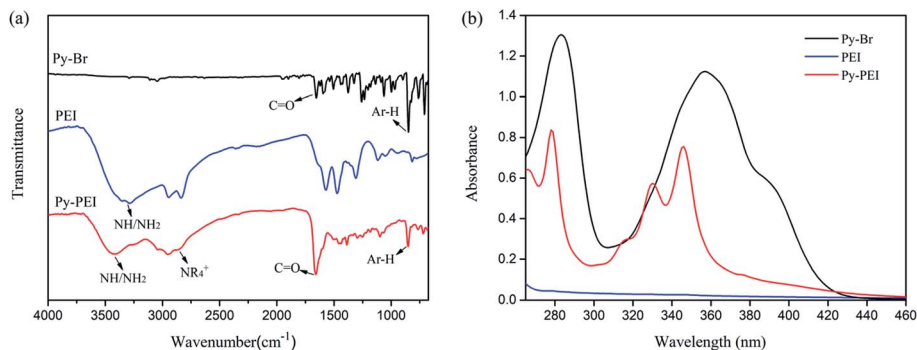 (a)
Py-Br
C=O
Ar-H
PEI
NH/NH2
Py-PEI
NH/NH2
NR4+
C=O
Ar-H
Transmittance
4000 3500 3000 2500 2000 1500 1000
Wavenumber(cm-1)
(b)
1.4
1.2
1.0
0.8
0.6
0.4
0.2
0.0
Py-Br
PEI
Py-PEI
Absorbance
280 300 320 340 360 380 400 420 440 460
Wavelength (nm)